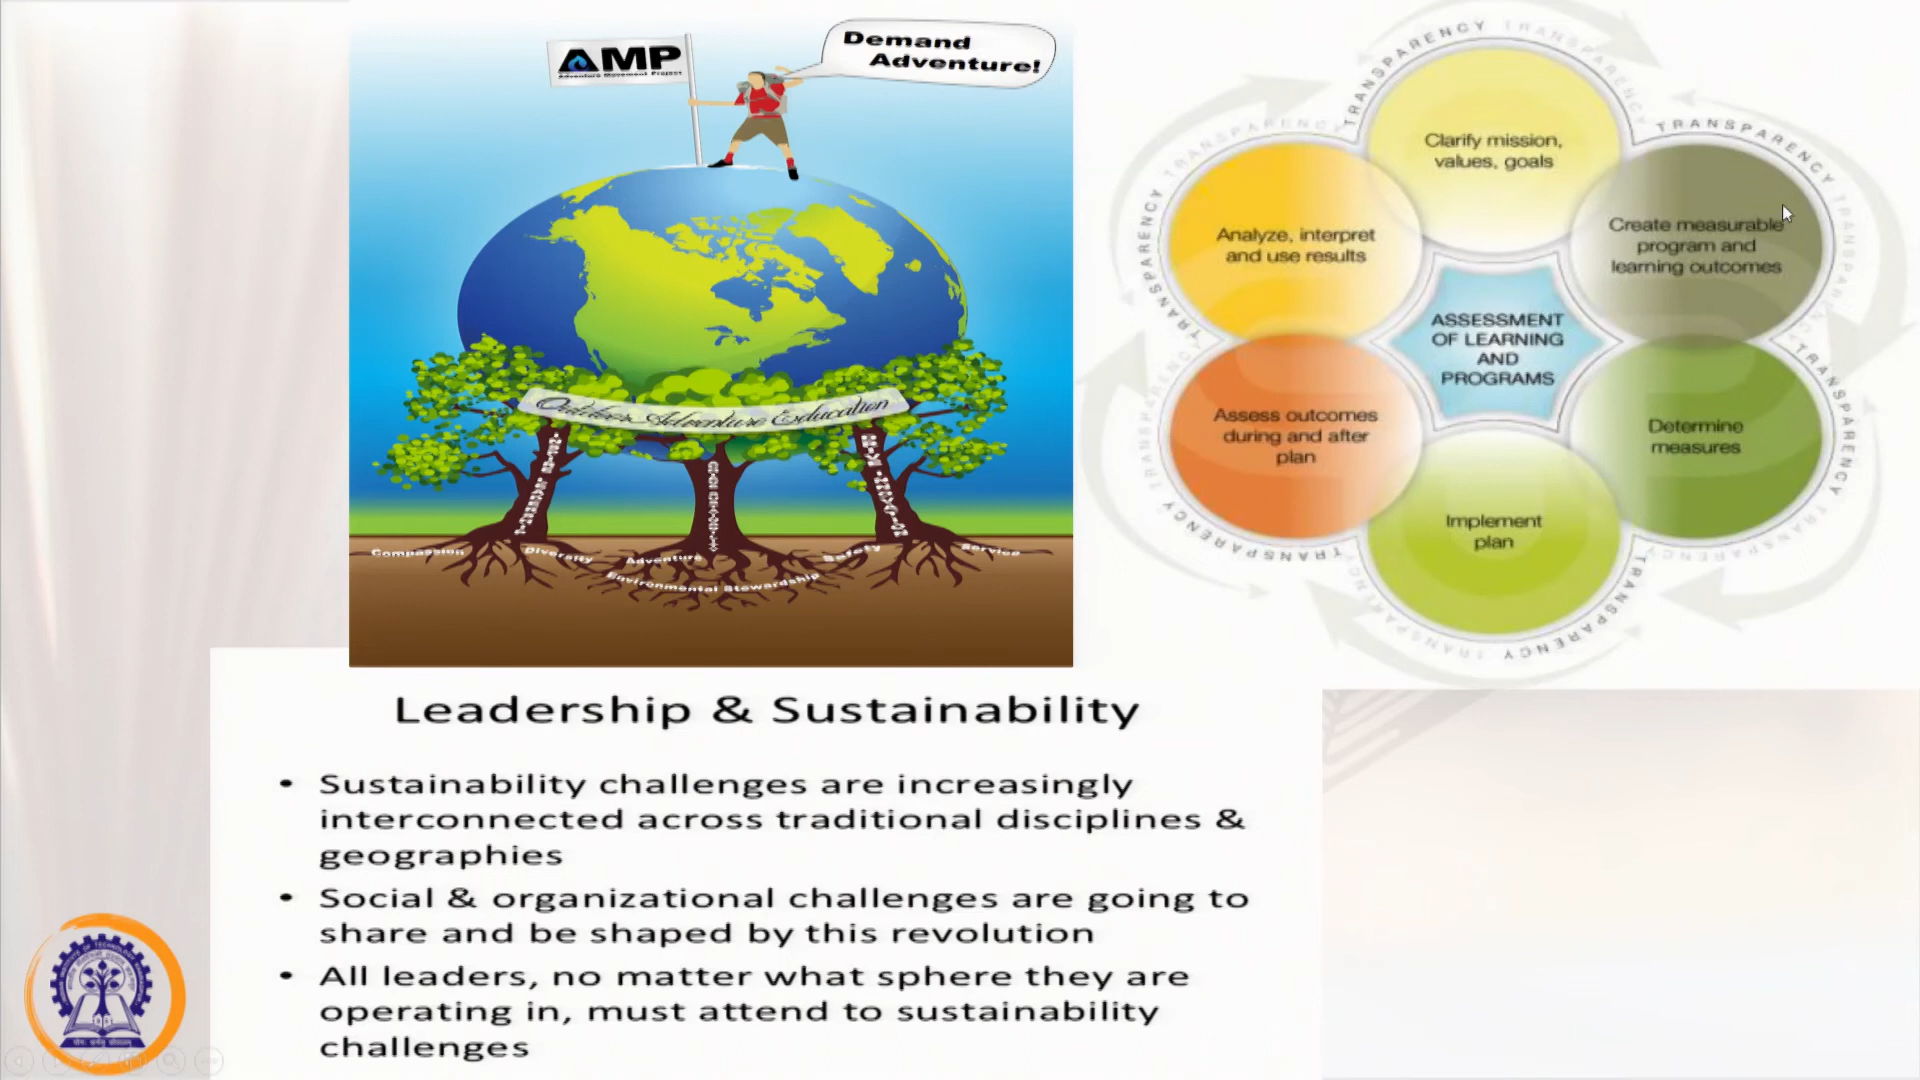 AMP
Adventure Movement Project
Demand
Adventure!
Outdoor Adventure Education
Compassion
Diversity
Adventure
Environmental Stewardship
Safety
Service
TRANSPARENCY TRANSPARENCY
Clarify mission,
values, goals
Create measurable
program and
learning outcomes
Determine
measures
Implement
plan
Assess outcomes
during and after
plan
Analyze, interpret
and use results
ASSESSMENT
OF LEARNING
AND
PROGRAMS
Leadership & Sustainability
• Sustainability challenges are increasingly
interconnected across traditional disciplines &
geographies
• Social & organizational challenges are going to
share and be shaped by this revolution
• All leaders, no matter what sphere they are
operating in, must attend to sustainability
challenges